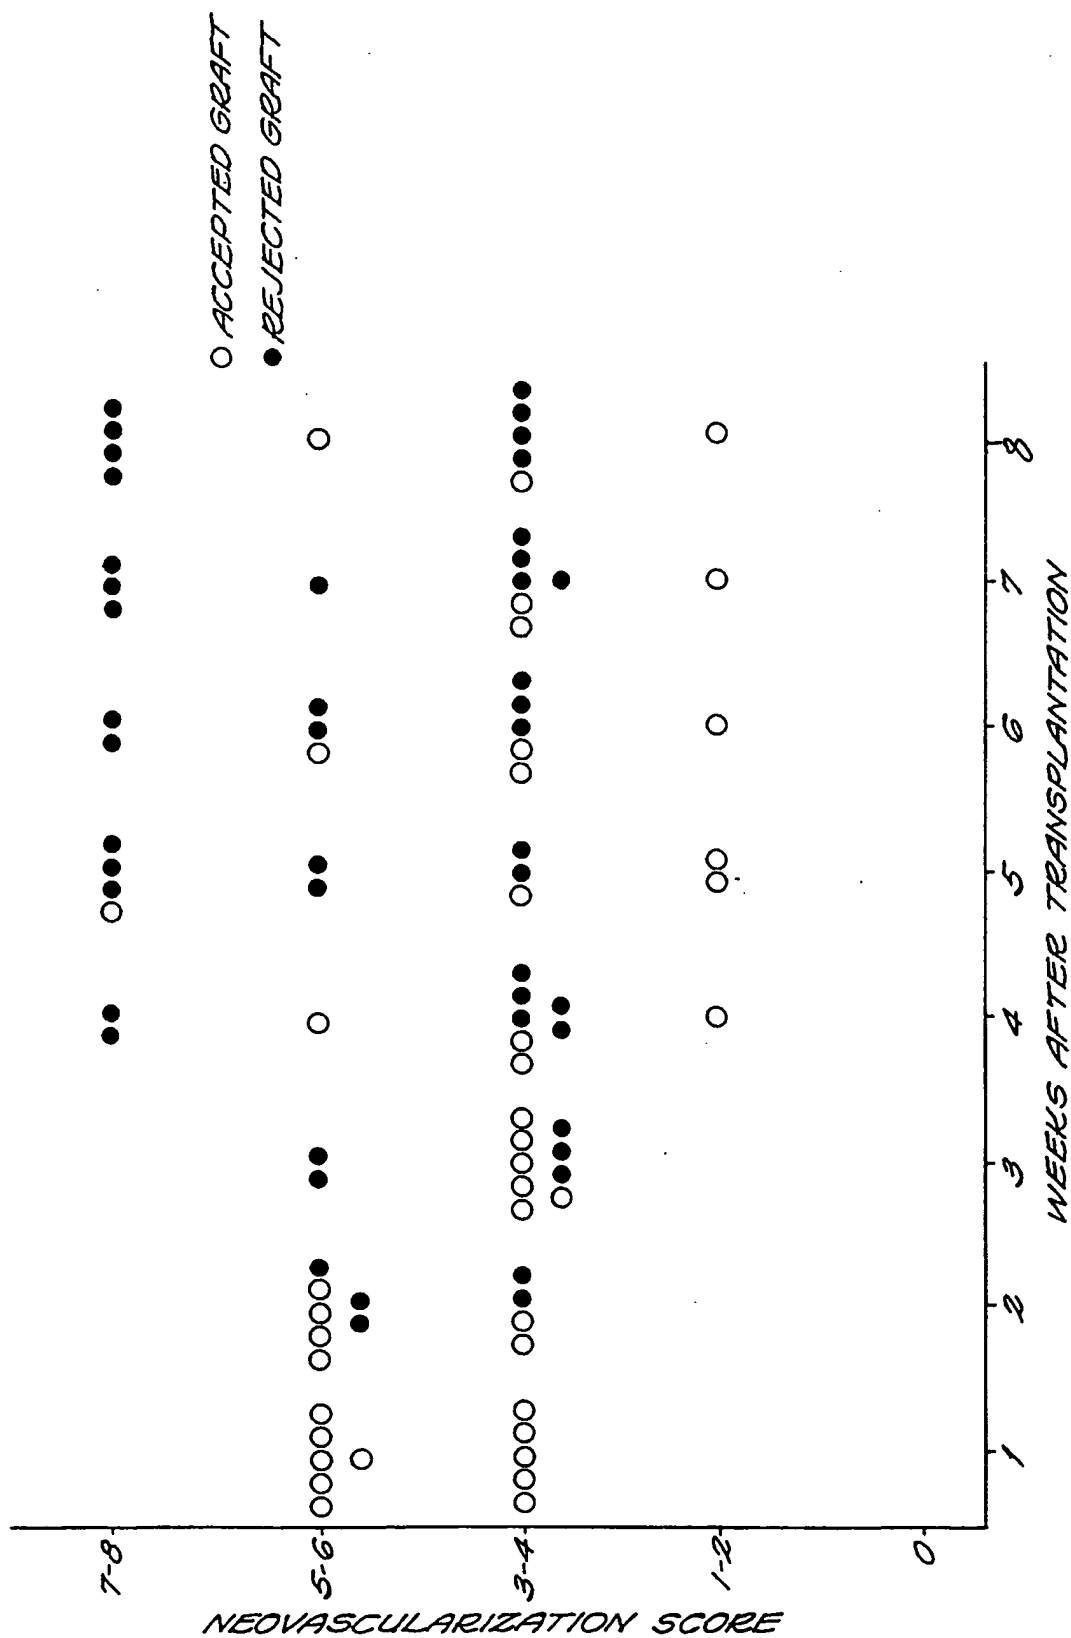 ○ ACCEPTED GRAFT
● REJECTED GRAFT
NEOVASCULARIZATION SCORE
7-8
5-6
3-4
1-2
0
1 2 3 4 5 6 7 8
WEEKS AFTER TRANSPLANTATION